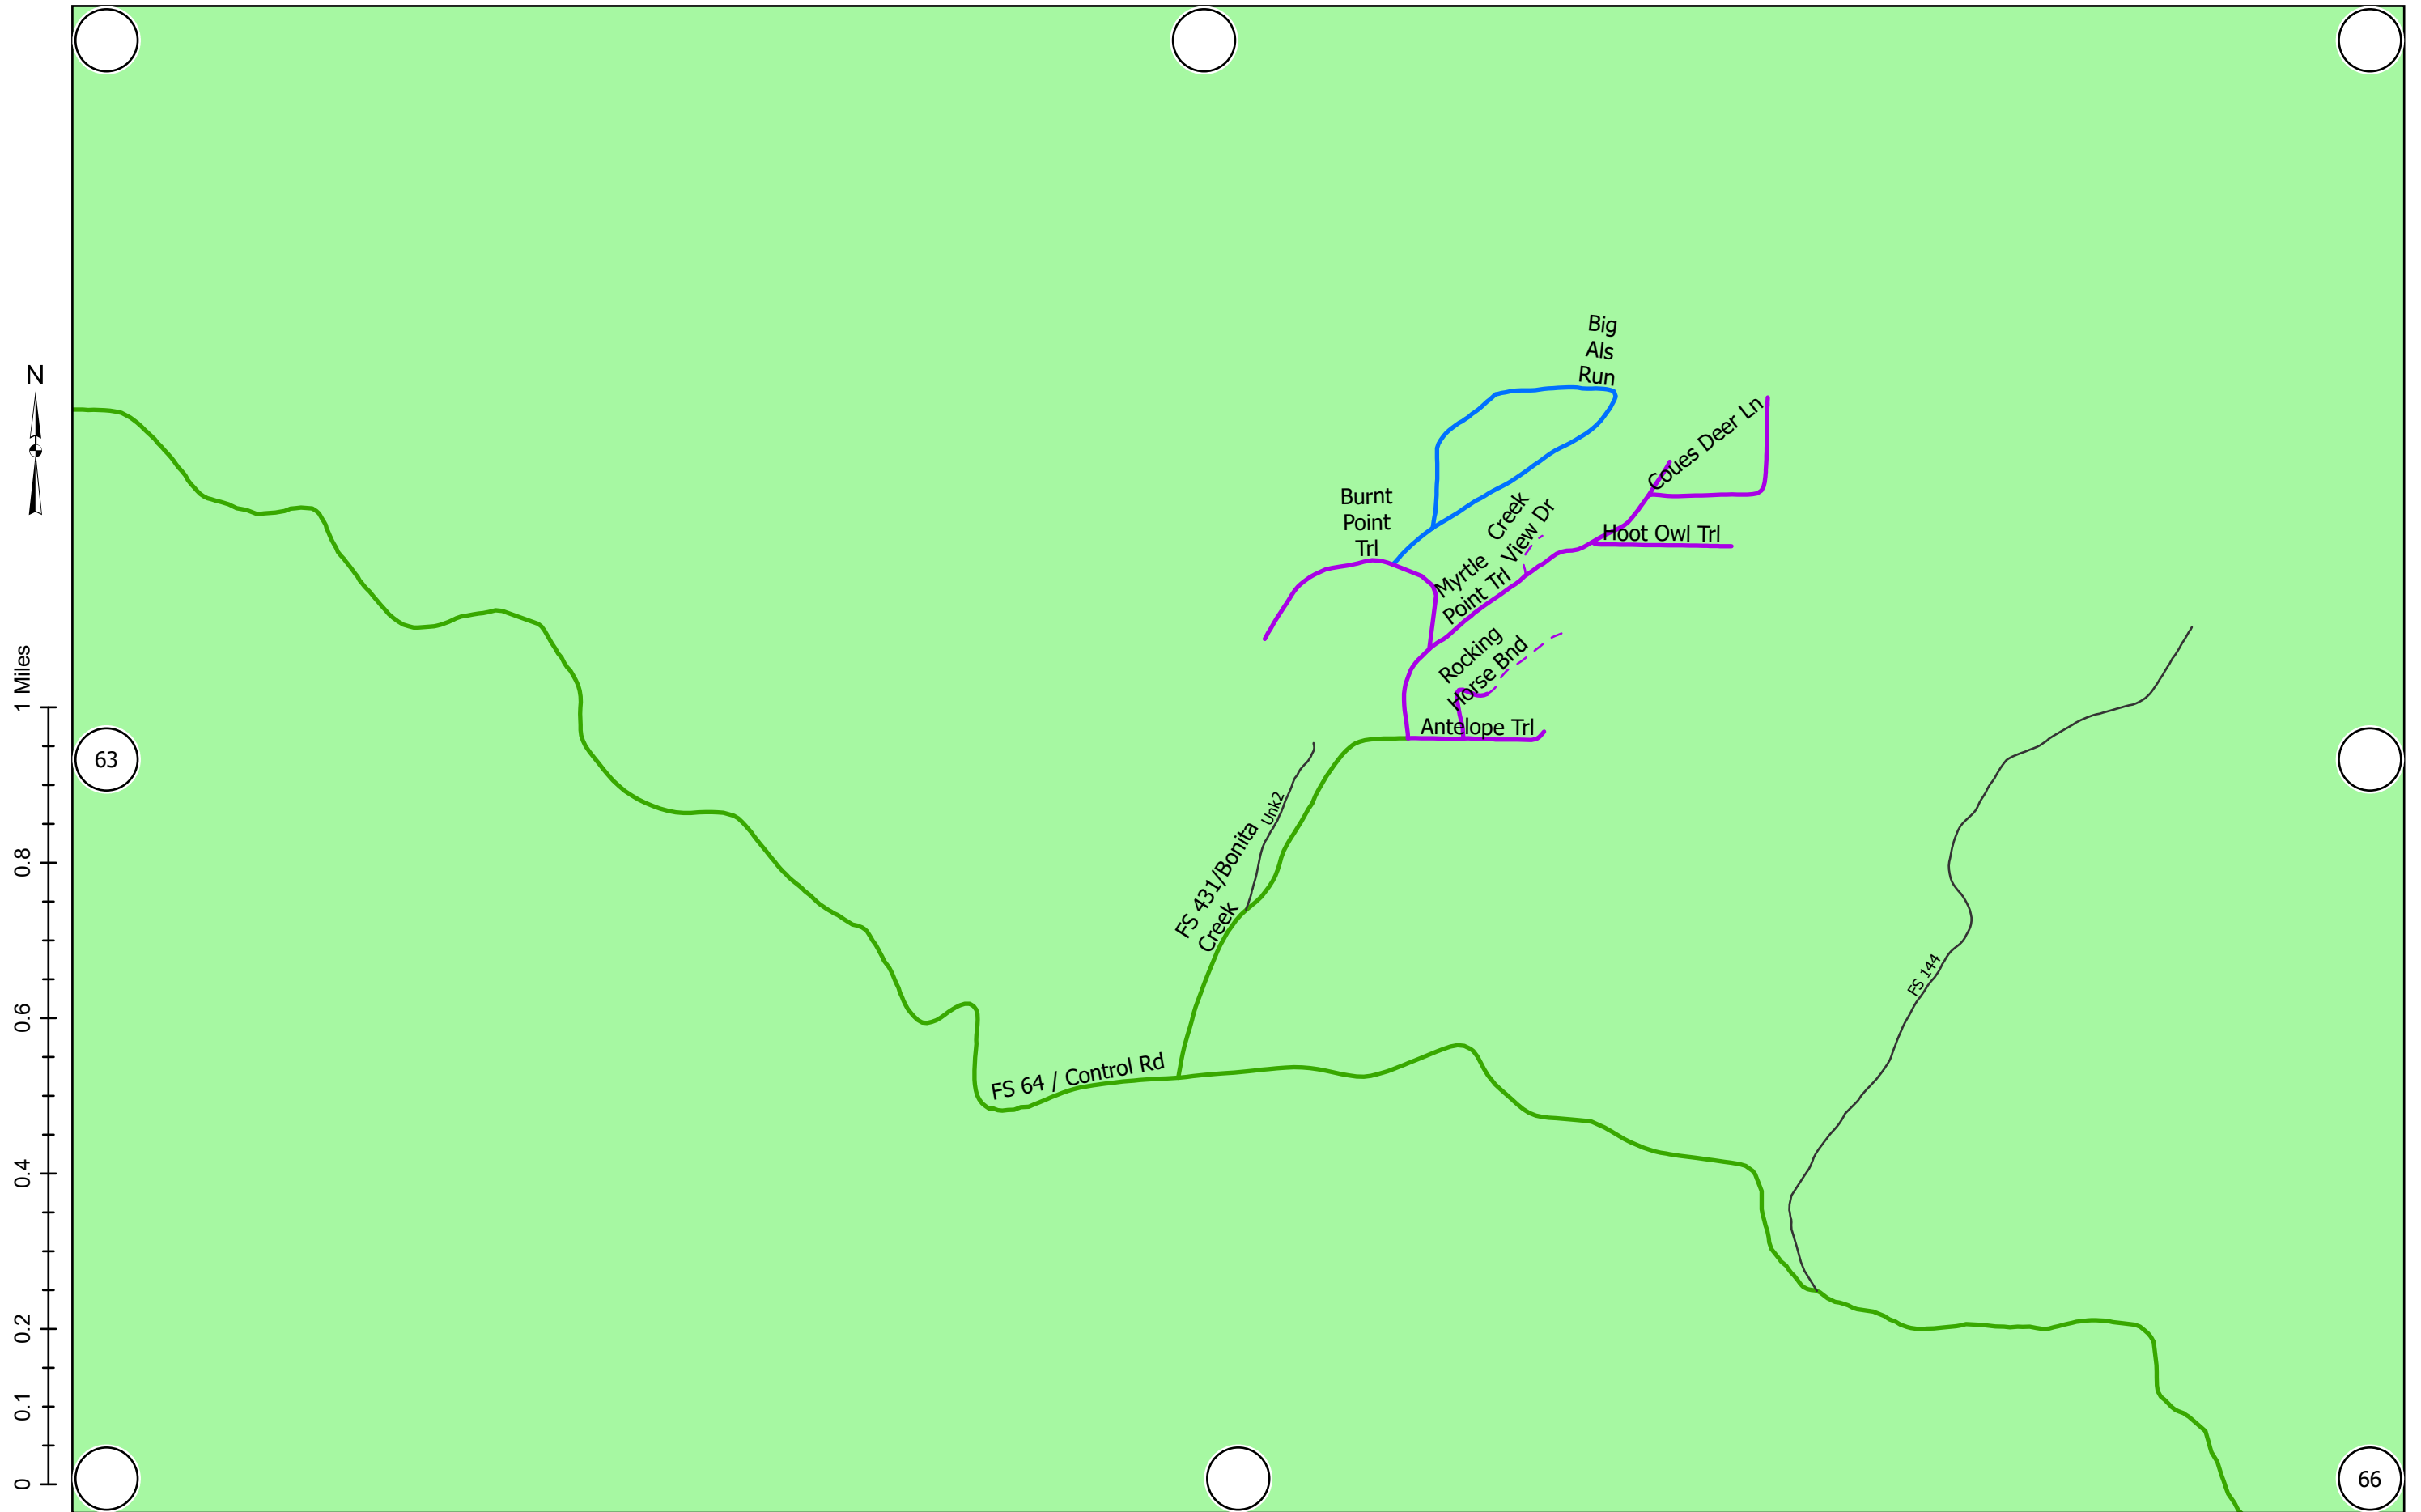 Big
Als
Run
N
Coues Deer Ln
Burnt
Point
Trl
Creek
View Dr
Hoot Owl Trl
Myrtle
Point Trl
Rocking
Horse Bnd
Antelope Trl
1 Miles
63
Unk2
FS 431/Bonita
Creek
0.8
FS 144
0.6
FS 64 / Control Rd
0.4
0.2
0.1
0
66